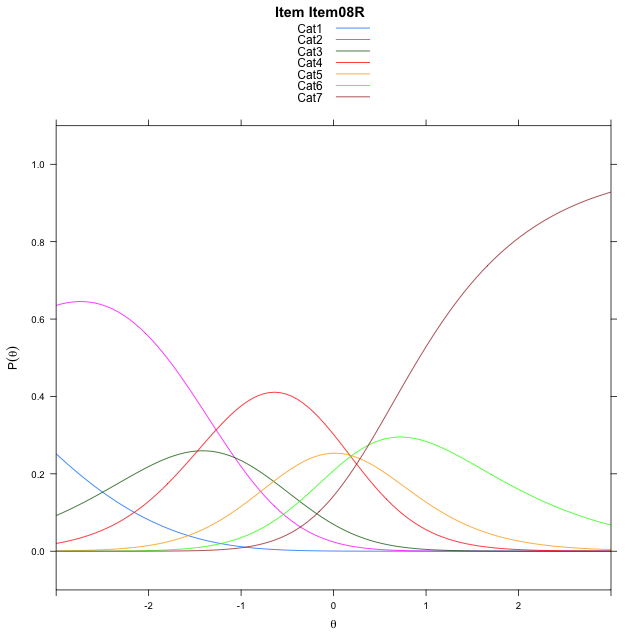 Item Item08R
Cat1
Cat2
Cat3
Cat4
Cat5
Cat6
Cat7
1.0
0.8
0.6
0.4
0.2
0.0
P(θ)
-2 -1 0 1 2
θ